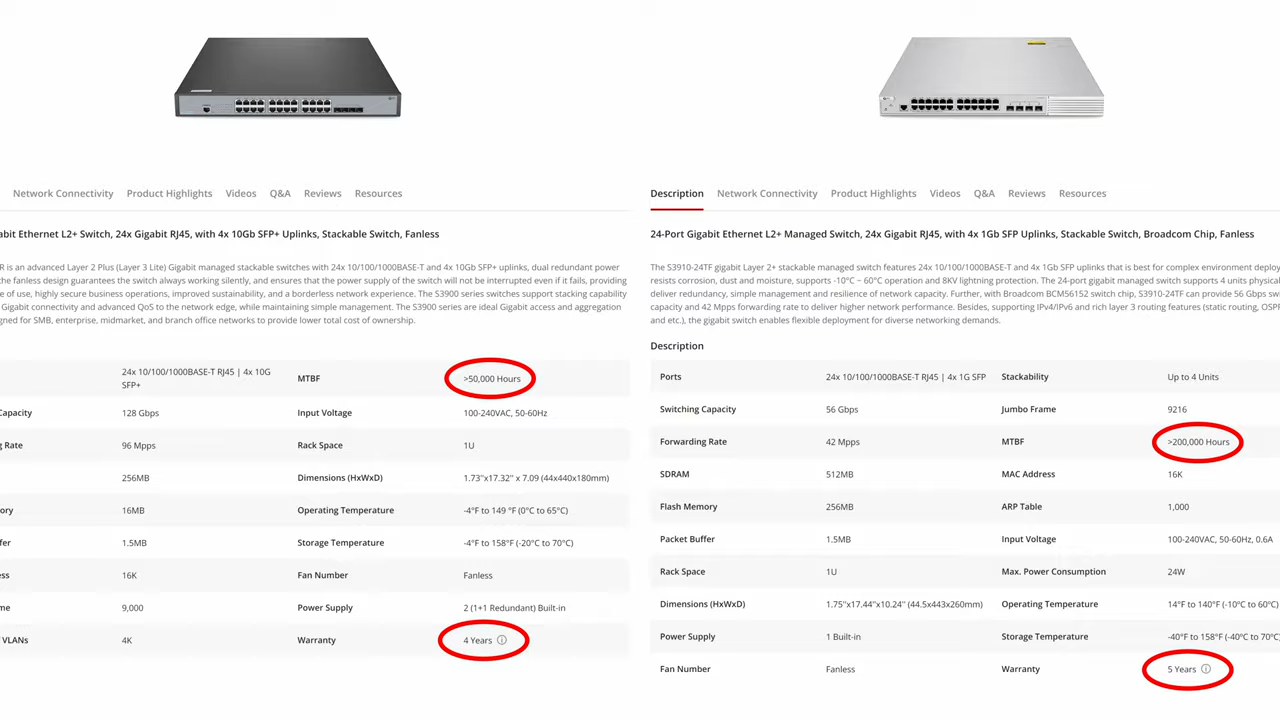 Network Connectivity Product Highlights Videos Q&A Reviews Resources
abit Ethernet L2+ Switch, 24x Gigabit RJ45, with 4x 10Gb SFP+ Uplinks, Stackable Switch, Fanless
R is an advanced Layer 2 Plus (Layer 3 Lite) Gigabit managed stackable switches with 24x 10/100/1000BASE-T and 4x 10Gb SFP+ uplinks, dual redundant power
the fanless design guarantees the switch always working silently, and ensures that the power supply of the switch will not be interrupted even if it fails, providing
e of use, highly secure business operations, improved sustainability, and a borderless network experience. The S3900 series switches support stacking capability
Gigabit connectivity and advanced QoS to the network edge, while maintaining simple management. The S3900 series are ideal Gigabit access and aggregation
gned for SMB, enterprise, midmarket, and branch office networks to provide lower total cost of ownership.
24x 10/100/1000BASE-T RJ45 | 4x 10G
SFP+
MTBF >50,000 Hours
Capacity 128 Gbps Input Voltage 100-240VAC, 50-60Hz
g Rate 96 Mpps Rack Space 1U
256MB Dimensions (HxWxD) 1.73"x17.32" x 7.09 (44x440x180mm)
ory 16MB Operating Temperature -4°F to 149 °F (0°C to 65°C)
fer 1.5MB Storage Temperature -4°F to 158°F (-20°C to 70°C)
ess 16K Fan Number Fanless
me 9,000 Power Supply 2 (1+1 Redundant) Built-in
VLANs 4K Warranty 4 Years
Description Network Connectivity Product Highlights Videos Q&A Reviews Resources
24-Port Gigabit Ethernet L2+ Managed Switch, 24x Gigabit RJ45, with 4x 1Gb SFP Uplinks, Stackable Switch, Broadcom Chip, Fanless
The S3910-24TF gigabit Layer 2+ stackable managed switch features 24x 10/100/1000BASE-T and 4x 1Gb SFP uplinks that is best for complex environment deploy
resists corrosion, dust and moisture, supports -10°C ~ 60°C operation and 8KV lightning protection. The 24-port gigabit managed switch supports 4 units physica
deliver redundancy, simple management and resilience of network capacity. Further, with Broadcom BCM56152 switch chip, S3910-24TF can provide 56 Gbps sw
capacity and 42 Mpps forwarding rate to deliver higher network performance. Besides, supporting IPv4/IPv6 and rich layer 3 routing features (static routing, OSPF
and etc.), the gigabit switch enables flexible deployment for diverse networking demands.
Description
Ports 24x 10/100/1000BASE-T RJ45 | 4x 1G SFP Stackability Up to 4 Units
Switching Capacity 56 Gbps Jumbo Frame 9216
Forwarding Rate 42 Mpps MTBF >200,000 Hours
SDRAM 512MB MAC Address 16K
Flash Memory 256MB ARP Table 1,000
Packet Buffer 1.5MB Input Voltage 100-240VAC, 50-60Hz, 0.6A
Rack Space 1U Max. Power Consumption 24W
Dimensions (HxWxD) 1.75"x17.44"x10.24" (44.5x443x260mm) Operating Temperature 14°F to 140°F (-10°C to 60°C)
Power Supply 1 Built-in Storage Temperature -40°F to 158°F (-40°C to 70°C
Fan Number Fanless Warranty 5 Years